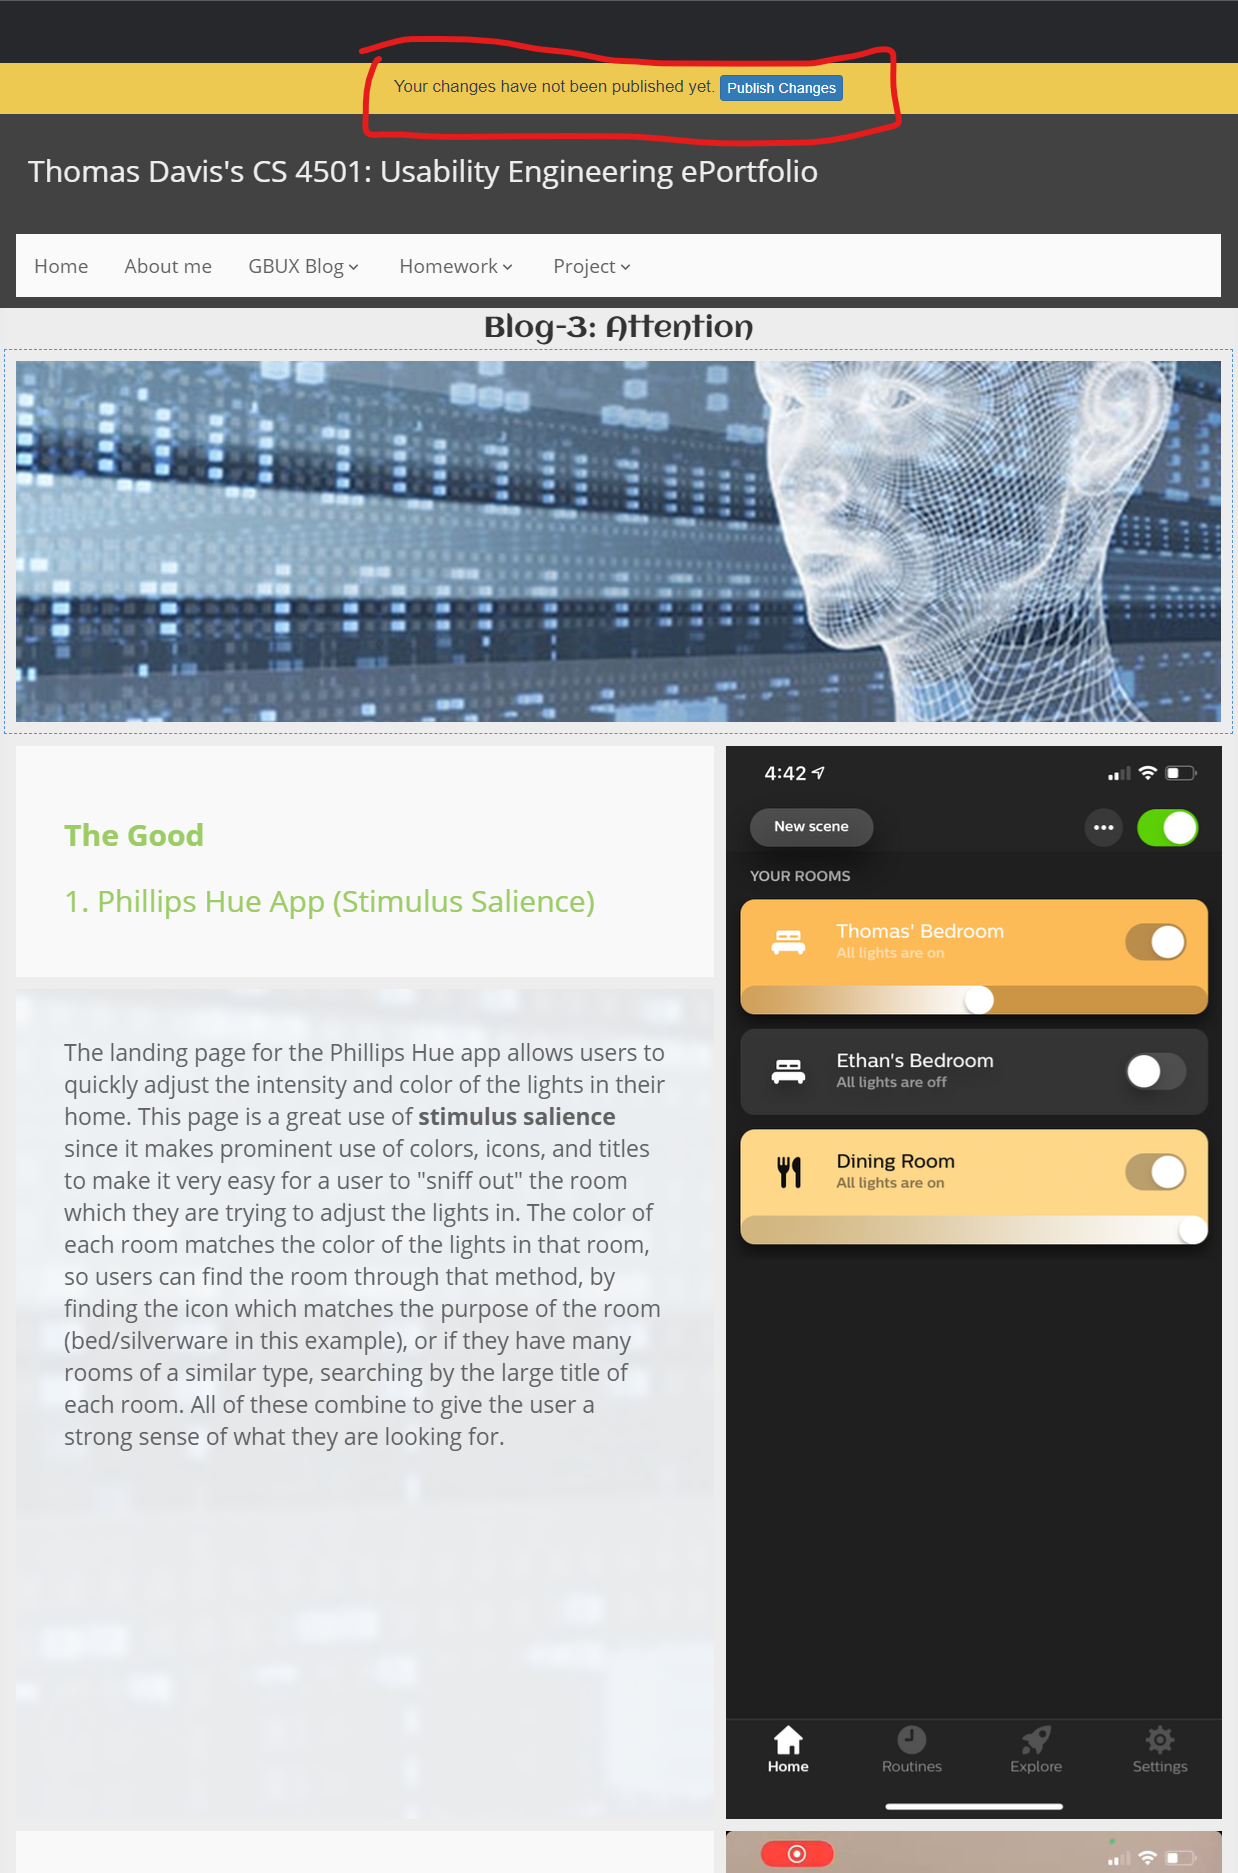 Your changes have not been published yet. Publish Changes
Thomas Davis's CS 4501: Usability Engineering ePortfolio
Home About me GBUX Blog Homework Project
Blog-3: Attention
The Good
1. Phillips Hue App (Stimulus Salience)
The landing page for the Phillips Hue app allows users to
quickly adjust the intensity and color of the lights in their
home. This page is a great use of stimulus salience
since it makes prominent use of colors, icons, and titles
to make it very easy for a user to "sniff out" the room
which they are trying to adjust the lights in. The color of
each room matches the color of the lights in that room,
so users can find the room through that method, by
finding the icon which matches the purpose of the room
(bed/silverware in this example), or if they have many
rooms of a similar type, searching by the large title of
each room. All of these combine to give the user a
strong sense of what they are looking for.
4:42
New scene
YOUR ROOMS
Thomas' Bedroom
All lights are on
Ethan's Bedroom
All lights are off
Dining Room
All lights are on
Home Routines Explore Settings